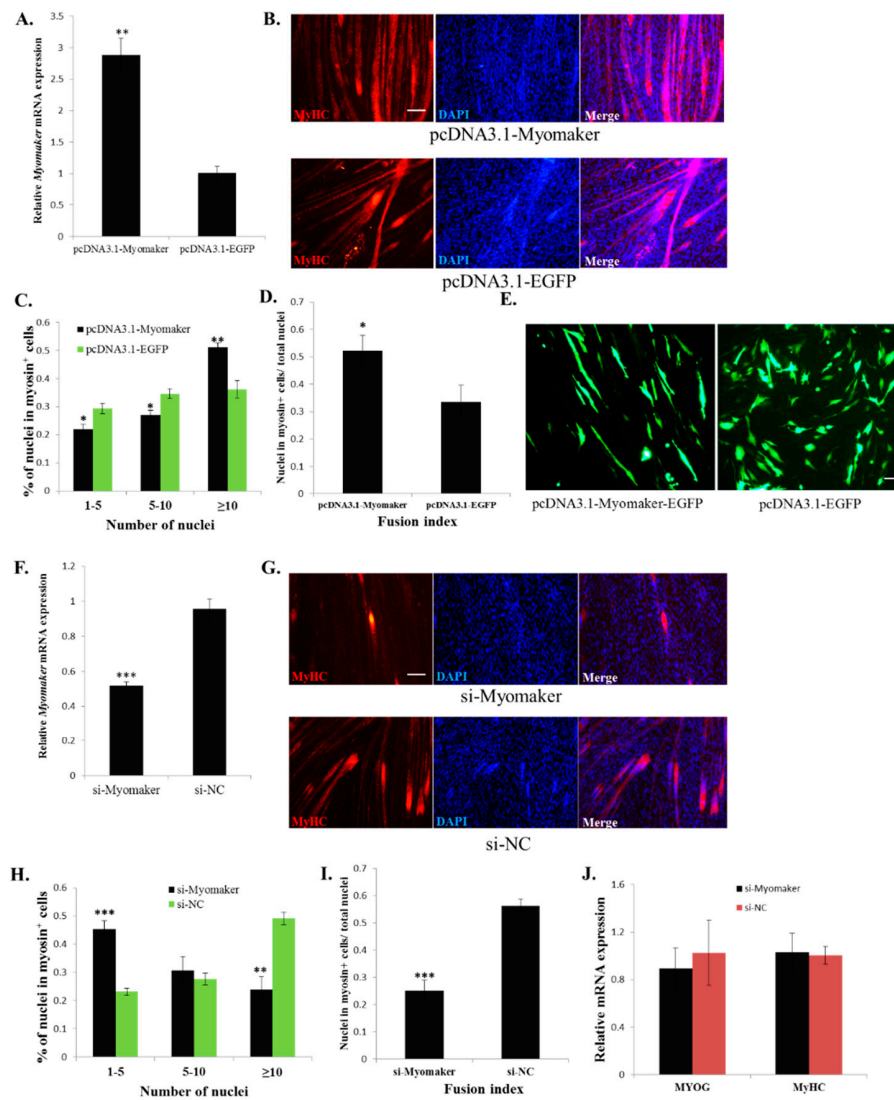 A.
Relative Myomaker mRNA expression
3.5
3
2.5
2
1.5
1
0.5
0
**
pcDNA3.1-Myomaker
pcDNA3.1-EGFP
B.
MyHC
DAPI
Merge
pcDNA3.1-Myomaker
MyHC
DAPI
Merge
pcDNA3.1-EGFP
C.
% of nuclei in myosin+ cells
0.6
0.5
0.4
0.3
0.2
0.1
0
pcDNA3.1-Myomaker
pcDNA3.1-EGFP
*
*
**
1-5
5-10
≥10
Number of nuclei
D.
Nuclei in myosin+ cells/ total nuclei
0.7
0.6
0.5
0.4
0.3
0.2
0.1
0
*
pcDNA3.1-Myomaker
pcDNA3.1-EGFP
Fusion index
E.
pcDNA3.1-Myomaker-EGFP
pcDNA3.1-EGFP
F.
Relative Myomaker mRNA expression
1.2
1
0.8
0.6
0.4
0.2
0
***
si-Myomaker
si-NC
G.
MyHC
DAPI
Merge
si-Myomaker
MyHC
DAPI
Merge
si-NC
H.
% of nuclei in myosin+ cells
0.6
0.5
0.4
0.3
0.2
0.1
0
si-Myomaker
si-NC
***
**
1-5
5-10
≥10
Number of nuclei
I.
Nuclei in myosin+ cells/ total nuclei
0.7
0.6
0.5
0.4
0.3
0.2
0.1
0
***
si-Myomaker
si-NC
Fusion index
J.
Relative mRNA expression
1.6
1.2
0.8
0.4
0
si-Myomaker
si-NC
MYOG
MyHC